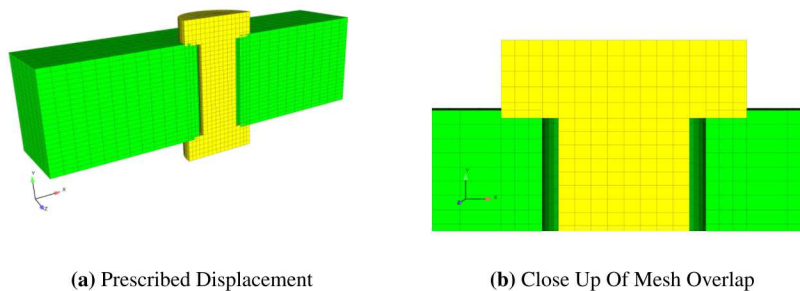 Y
X
Z
Y
X
(a) Prescribed Displacement
(b) Close Up Of Mesh Overlap